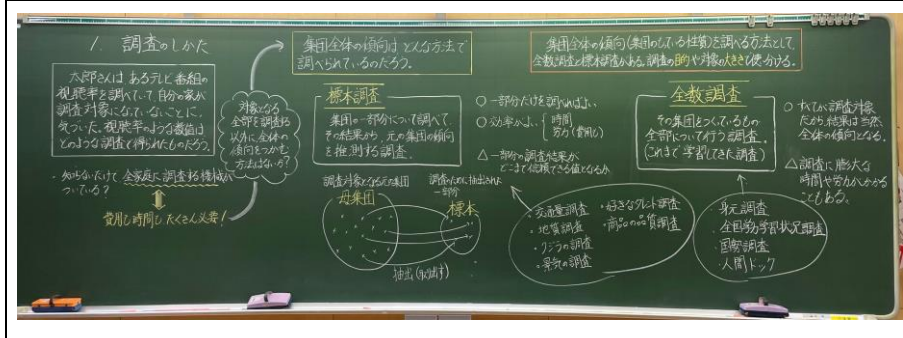 1. 調査のしかた
太郎さんは あるテレビ番組の
視聴率を調べていて、自分の家が
調査対象になっていないことに
気づいた。視聴率のような数値は
どのような調査で得られたものだろう。
・知らないだけで 全家庭に調査する機械が
ついている?
費用も時間も たくさん必要!
対象となる
全部を調査する
以外に、全体の
傾向をつかむ
方法はない?
集団全体の傾向は どんな方法で
調べられているのだろう。
標本調査
集団の一部分について調べて、
その結果から、元の集団の傾向
を推測する調査。
○一部分だけを調べればよい
○効率がよい
時間
労力(費用も)
△一部分の調査結果が
どこまで信頼できる値となるか
調査対象となる元の集団
母集団
調査のために抽出された
一部分
標本
抽出(取出す)
・交通量調査
・地質調査
・クジラの調査
・景気の調査
・好きなタレント調査
・商品の品質調査
集団全体の傾向(集団のもっている性質)を調べる方法として、
全数調査と標本調査がある。調査の目的や対象の大きさで使い分ける。
全数調査
その集団をつくっているもの
全部について行う調査。
(これまで学習してきた調査)
○すべてが調査対象
だから、結果は当然、
全体の傾向となる。
△調査に膨大な
時間や労力がかかる
こともある。
・身元調査
・全国学力学習状況調査
・国勢調査
・人間ドック